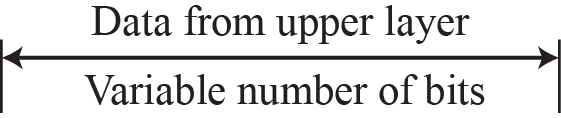 Data from upper layer
Variable number of bits